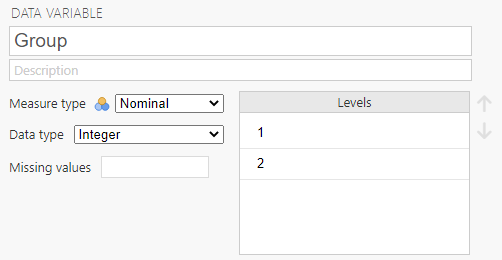 DATA VARIABLE
Group
Description
Measure type Nominal
Levels
Data type Integer
1
Missing values
2